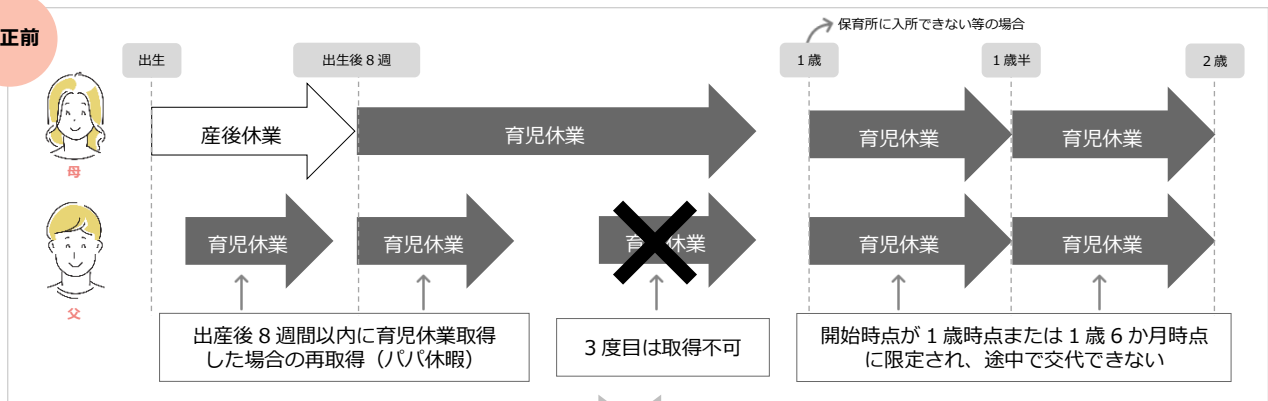 正前
保育所に入所できない等の場合
出生
出生後８週
１歳
１歳半
２歳
産後休業
育児休業
育児休業
育児休業
母
育児休業
育児休業
育児休業
育児休業
育児休業
父
出産後８週間以内に育児休業取得
した場合の再取得（パパ休暇）
３度目は取得不可
開始時点が１歳時点または１歳６か月時点
に限定され、途中で交代できない